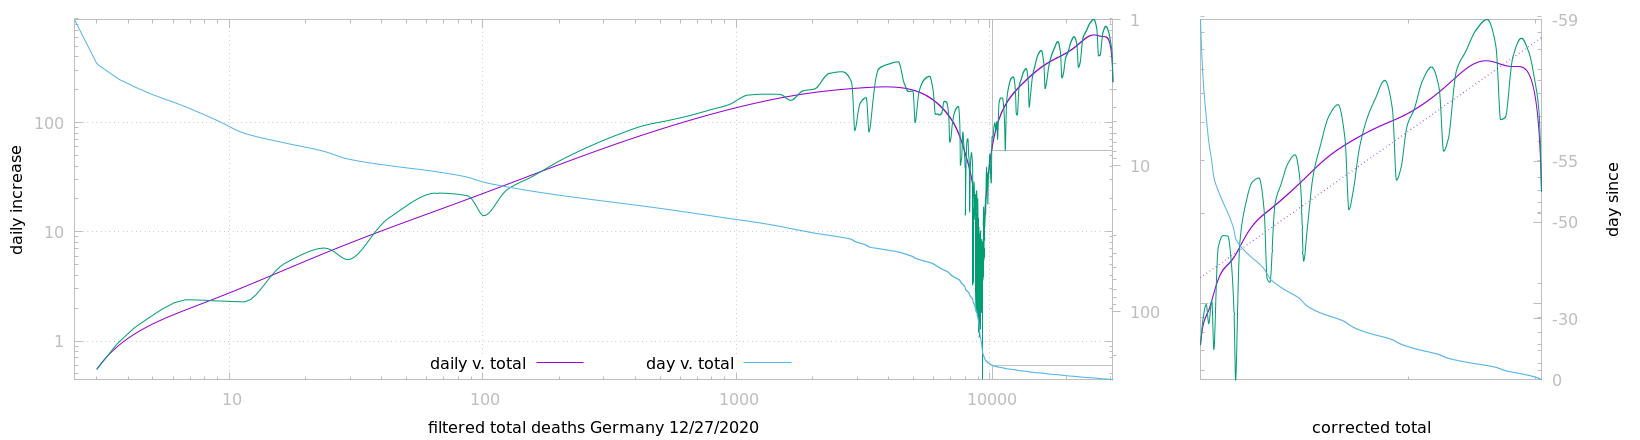 daily increase
100
10
1
1
10
100
daily v. total
day v. total
10
100
1000
10000
filtered total deaths Germany 12/27/2020
-59
-55
-50
-30
0
day since
corrected total